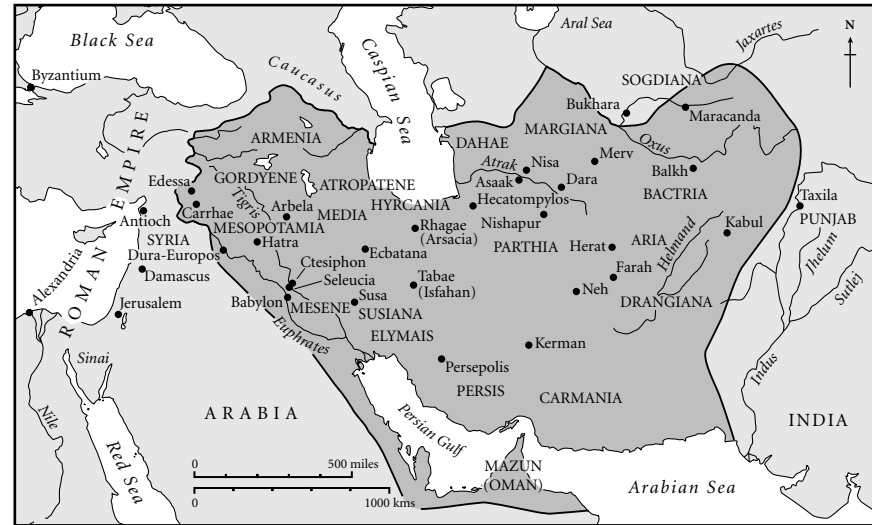 Black Sea
Byzantium
Caucasus
Caspian Sea
Aral Sea
Jaxartes
N
SOGDIANA
Bukhara
Maracanda
ARMENIA
DAHAE
MARGIANA
Oxus
Merv
Balkh
BACTRIA
Atrak
Nisa
Asaak
Dara
Hecatompylos
Nishapur
GORDYENE
ATROPATENE
HYRCANIA
Edessa
Carrhae
Tigris
Arbela
MEDIA
MESOPOTAMIA
Hatra
Rhagae
(Arsacia)
PARTHIA
Herat
ARIA
Helmand
Kabul
Taxila
PUNJAB
Jhelum
Sutlej
ROMAN EMPIRE
Antioch
SYRIA
Dura-Europos
Damascus
Alexandria
Jerusalem
Ctesiphon
Seleucia
Ecbatana
Tabae
(Isfahan)
Farah
Neh
DRANGIANA
Babylon
MESENE
Susa
SUSIANA
Euphrates
ELYMAIS
Kerman
Persepolis
PERSIS
CARMANIA
Indus
INDIA
Sinai
Nile
ARABIA
Red Sea
Persian Gulf
MAZUN
(OMAN)
Arabian Sea
0 500 miles
0 1000 kms